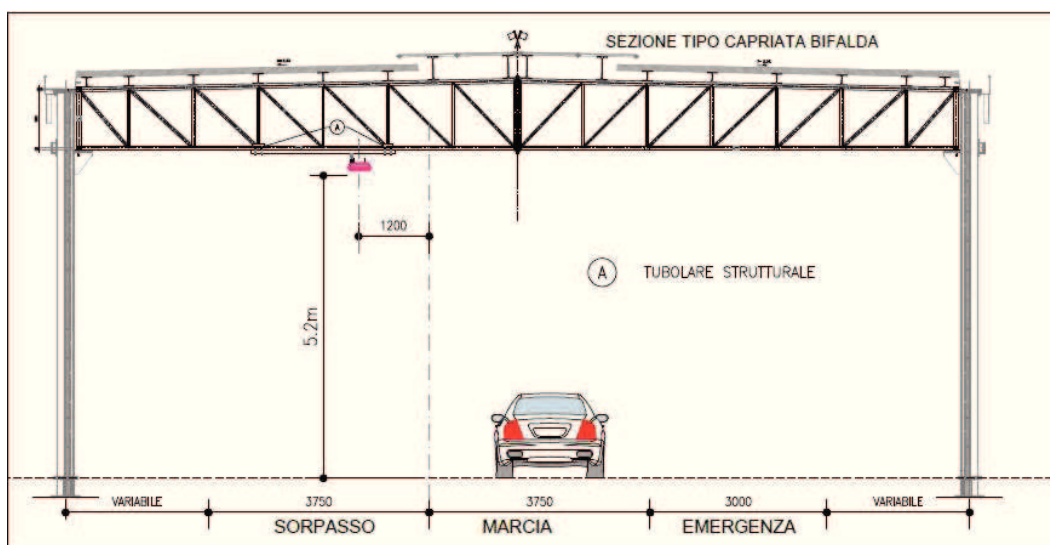 SEZIONE TIPO CAPRIATA BIFALDA
A
1200
A TUBOLARE STRUTTURALE
5.2m
VARIABILE 3750 3750 3000 VARIABILE
SORPASSO MARCIA EMERGENZA